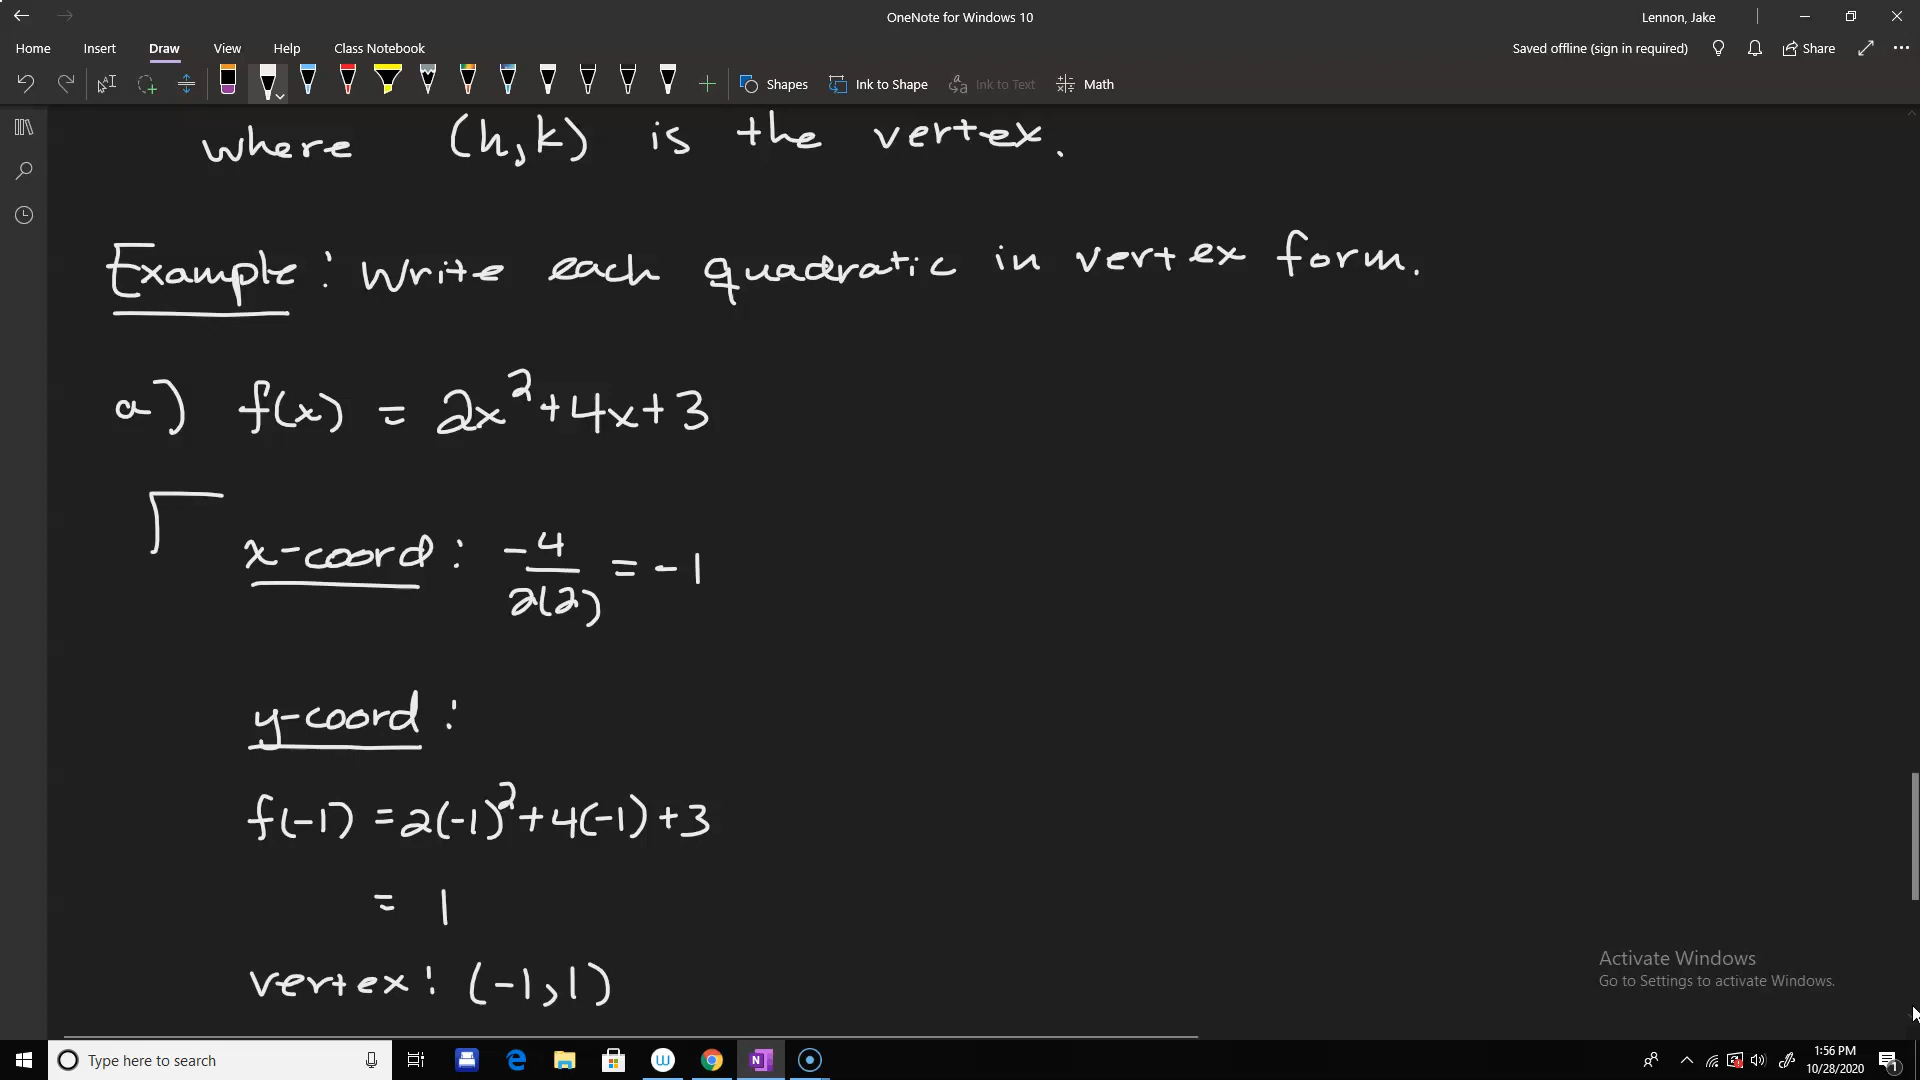 OneNote for Windows 10
Lennon, Jake
Home Insert Draw View Help Class Notebook
Saved offline (sign in required) Share
Shapes Ink to Shape Ink to Text Math
where (h,k) is the vertex.
Example: Write each quadratic in vertex form.
a) f(x) = 2x²+4x+3
x-coord: -4/2(2) = -1
y-coord:
f(-1) = 2(-1)²+4(-1)+3
= 1
vertex: (-1,1)
Activate Windows
Go to Settings to activate Windows.
Type here to search
1:56 PM
10/28/2020
1